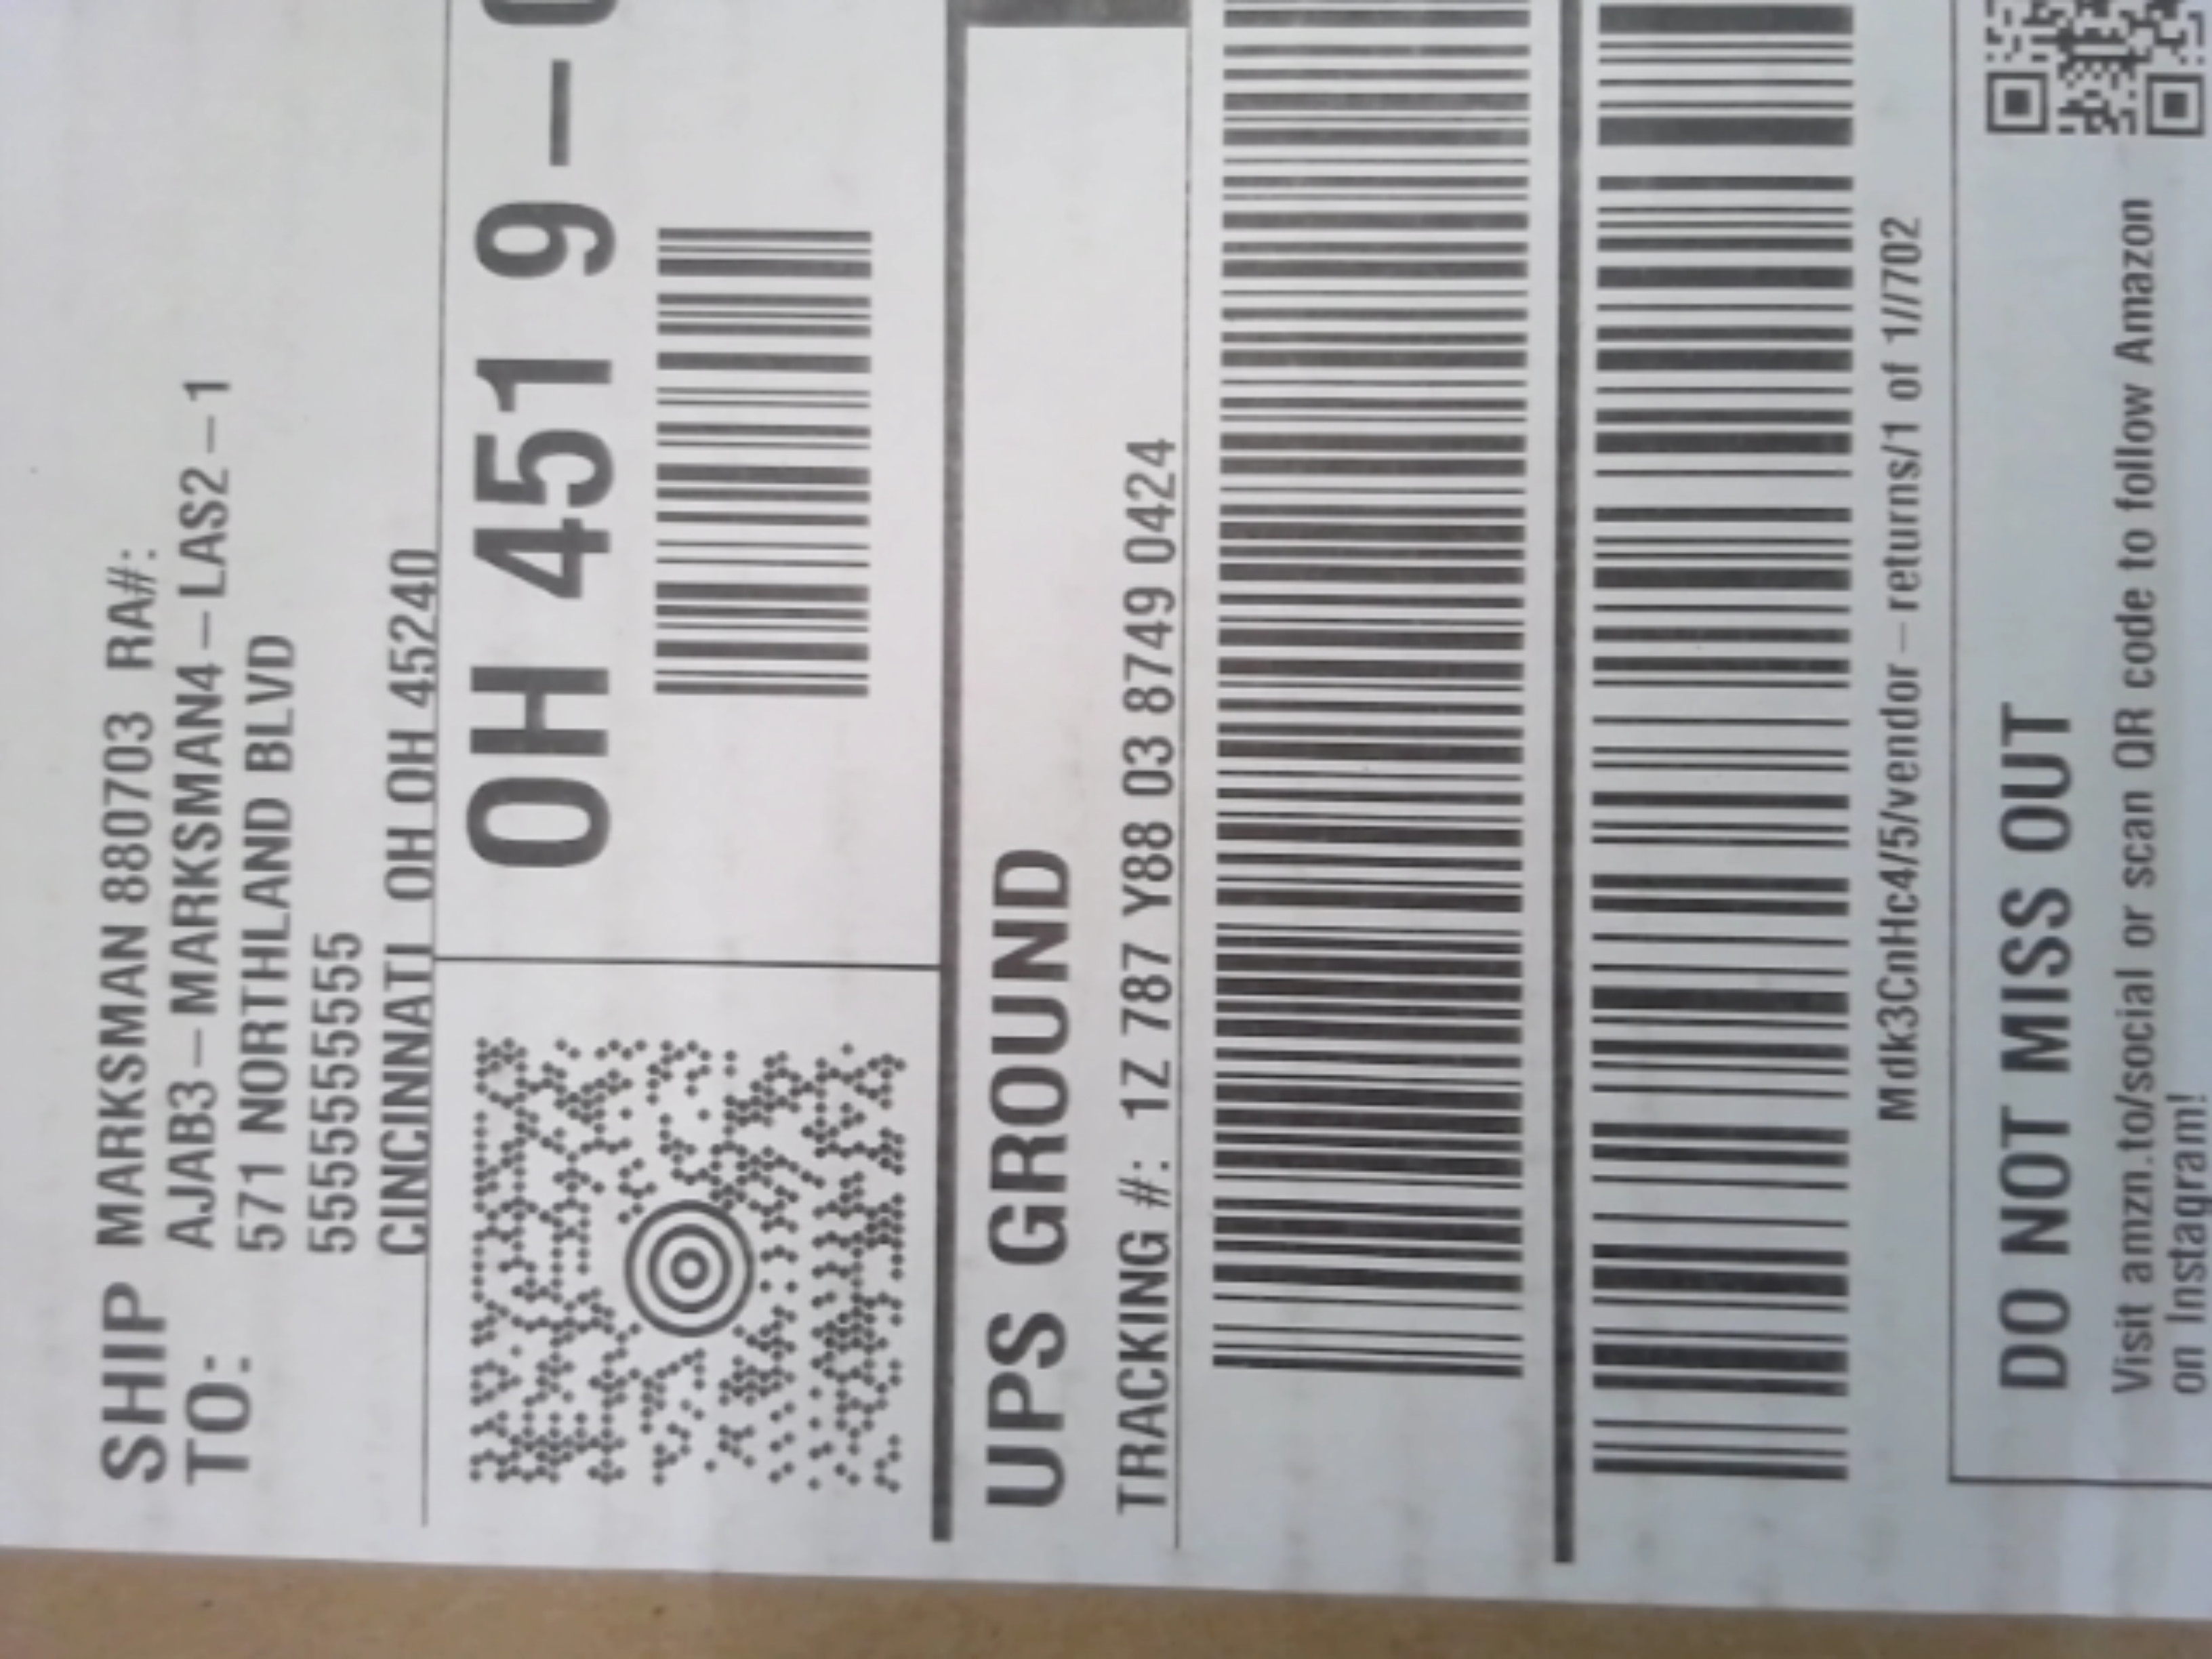 SHIP TO:
MARKSMAN 880703 RA#:
AJAB3-MARKSMAN4-LAS2-1
571 NORTHLAND BLVD
5555555555
CINCINNATI OH OH 45240
OH 451 9-0
UPS GROUND
TRACKING #: 1Z 787 Y88 03 8749 0424
Mdk3CnHc4/5/vendor-returns/1 of 1//702
DO NOT MISS OUT
Visit amzn.to/social or scan QR code to follow Amazon
on Instagram!